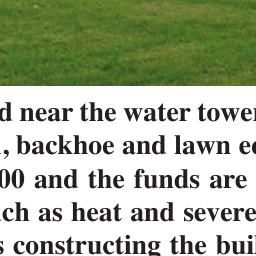 d near the water tower
, backhoe and lawn e
00 and the funds are
ch as heat and severe
s constructing the bui